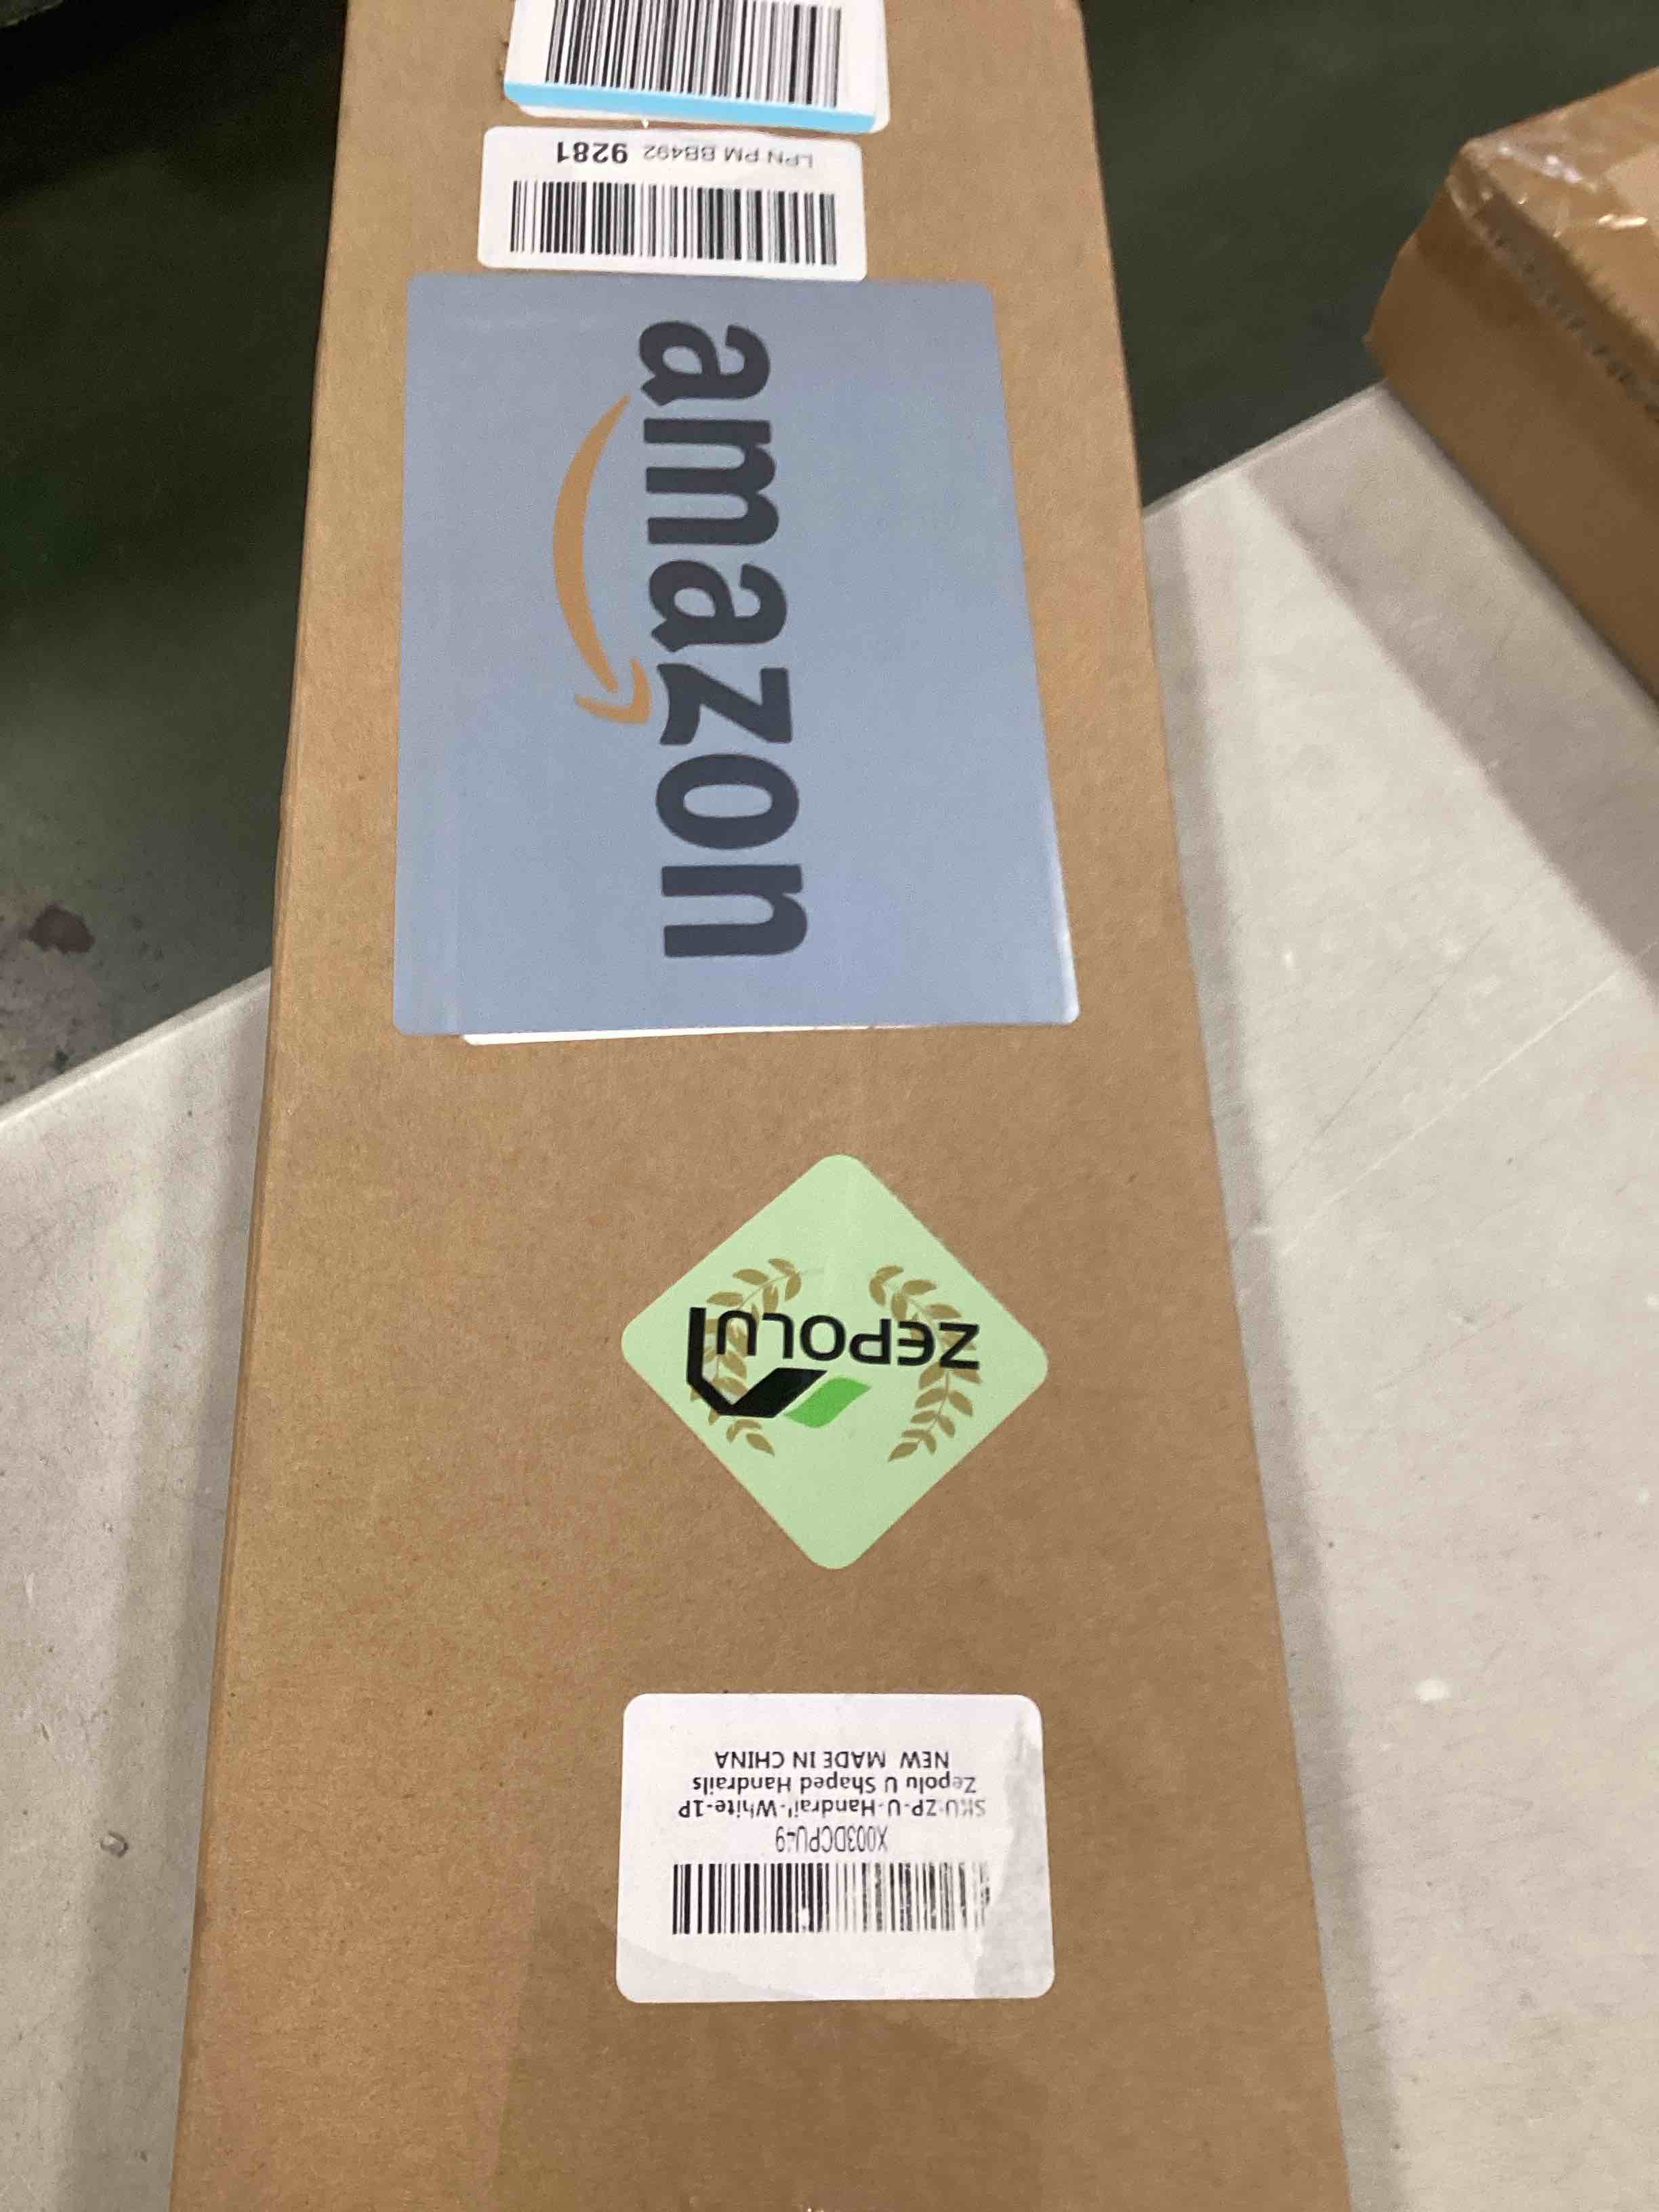 LPN PM BB492 9281
amazon
ZEPOLU
X003DCPU49
SKU:ZP-U-Handrail-White-1P
Zepolu U Shaped Handrails
NEW MADE IN CHINA